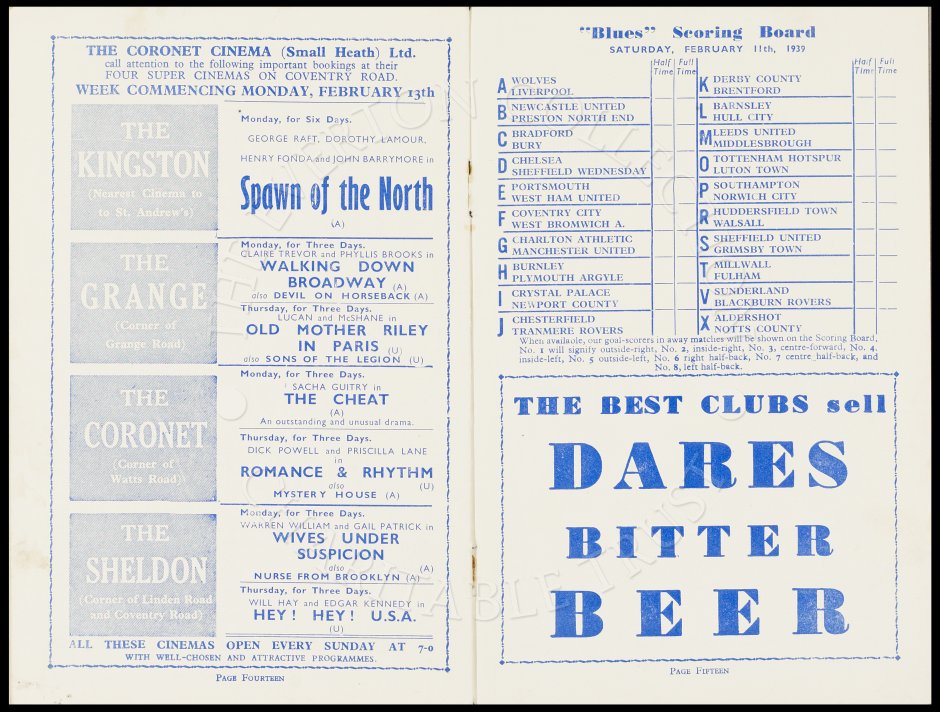 THE CORONET CINEMA (Small Heath) Ltd.
call attention to the following important bookings at their
FOUR SUPER CINEMAS ON COVENTRY ROAD.
WEEK COMMENCING MONDAY, FEBRUARY 13th
THE
KINGSTON
(Nearest Cinema to
to St. Andrew's)
Monday, for Six Days.
GEORGE RAFT, DOROTHY LAMOUR,
HENRY FONDA and JOHN BARRYMORE in
Spawn of the North
(A)
THE
GRANGE
(Corner of
Grange Road)
Monday, for Three Days.
CLAIRE TREVOR and PHYLLIS BROOKS in
WALKING DOWN
BROADWAY (A)
also DEVIL ON HORSEBACK (A)
Thursday, for Three Days.
LUCAN and McSHANE in
OLD MOTHER RILEY
IN PARIS (U)
also SONS OF THE LEGION (U)
THE
CORONET
(Corner of
Watts Road)
Monday, for Three Days.
SACHA GUITRY in
THE CHEAT
(A)
An outstanding and unusual drama.
Thursday, for Three Days.
DICK POWELL and PRISCILLA LANE
in
ROMANCE & RHYTHM
also (U)
MYSTERY HOUSE (A)
THE
SHELDON
(Corner of Linden Road
and Coventry Road)
Monday, for Three Days.
WARREN WILLIAM and GAIL PATRICK in
WIVES UNDER
SUSPICION
also (A)
NURSE FROM BROOKLYN (A)
Thursday, for Three Days.
WILL HAY and EDGAR KENNEDY in
HEY! HEY! U.S.A.
(U)
ALL THESE CINEMAS OPEN EVERY SUNDAY AT 7-0
WITH WELL-CHOSEN AND ATTRACTIVE PROGRAMMES.
PAGE FOURTEEN
"Blues" Scoring Board
SATURDAY, FEBRUARY 11th, 1939
Half Time Full Time
A WOLVES
LIVERPOOL
B NEWCASTLE UNITED
PRESTON NORTH END
C BRADFORD
BURY
D CHELSEA
SHEFFIELD WEDNESDAY
E PORTSMOUTH
WEST HAM UNITED
F COVENTRY CITY
WEST BROMWICH A.
G CHARLTON ATHLETIC
MANCHESTER UNITED
H BURNLEY
PLYMOUTH ARGYLE
I CRYSTAL PALACE
NEWPORT COUNTY
J CHESTERFIELD
TRANMERE ROVERS
Half Time Full Time
K DERBY COUNTY
BRENTFORD
L BARNSLEY
HULL CITY
M LEEDS UNITED
MIDDLESBROUGH
O TOTTENHAM HOTSPUR
LUTON TOWN
P SOUTHAMPTON
NORWICH CITY
R HUDDERSFIELD TOWN
WALSALL
S SHEFFIELD UNITED
GRIMSBY TOWN
T MILLWALL
FULHAM
V SUNDERLAND
BLACKBURN ROVERS
X ALDERSHOT
NOTTS COUNTY
When available, our goal-scorers in away matches will be shown on the Scoring Board,
No. 1 will signify outside-right, No. 2, inside-right, No. 3, centre-forward, No. 4,
inside-left, No. 5 outside-left, No. 6 right half-back, No. 7 centre half-back, and
No. 8, left half-back.
THE BEST CLUBS sell
DARES
BITTER
BEER
PAGE FIFTEEN